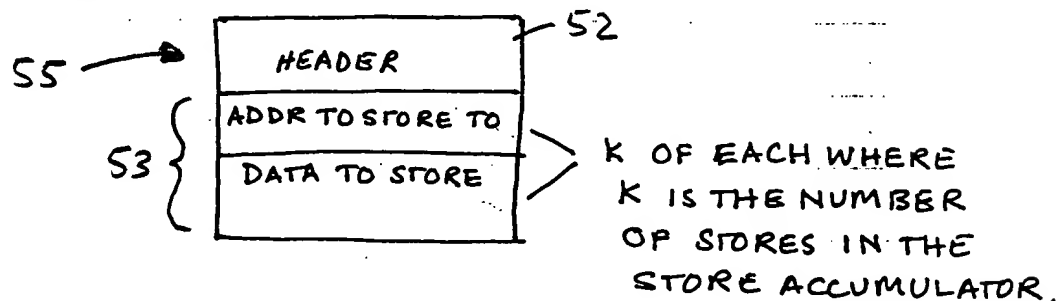 52
55
HEADER
ADDR TO STORE TO
53
DATA TO STORE
K OF EACH WHERE
K IS THE NUMBER
OF STORES IN THE
STORE ACCUMULATOR.